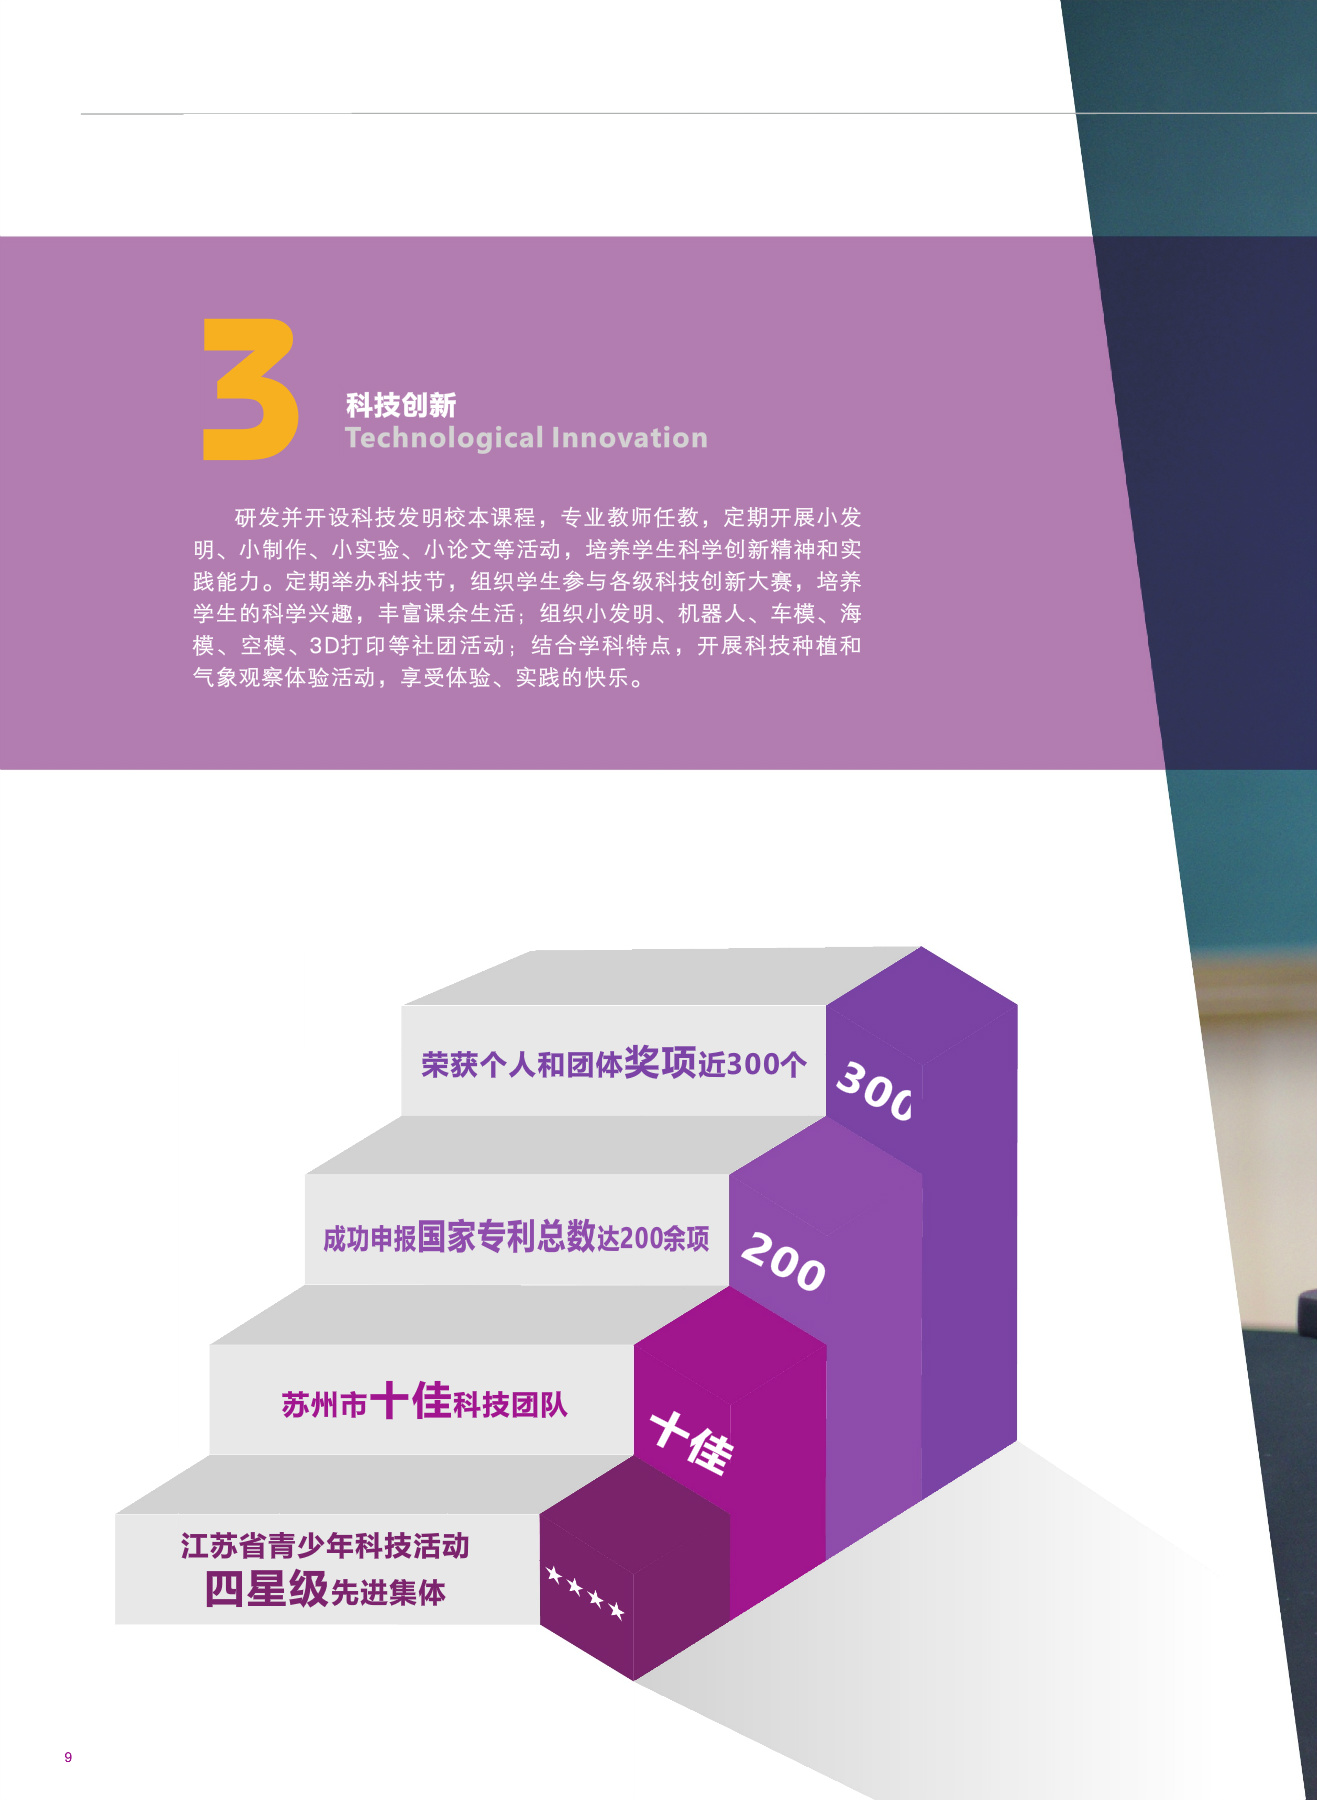 3
科技创新
Technological Innovation
研发并开设科技发明校本课程，专业教师任教，定期开展小发
明、小制作、小实验、小论文等活动，培养学生科学创新精神和实
践能力。定期举办科技节，组织学生参与各级科技创新大赛，培养
学生的科学兴趣，丰富课余生活；组织小发明、机器人、车模、海
模、空模、3D打印等社团活动；结合学科特点，开展科技种植和
气象观察体验活动，享受体验、实践的快乐。
荣获个人和团体奖项近300个
300
成功申报国家专利总数达200余项
200
苏州市十佳科技团队
十佳
江苏省青少年科技活动
四星级先进集体
9